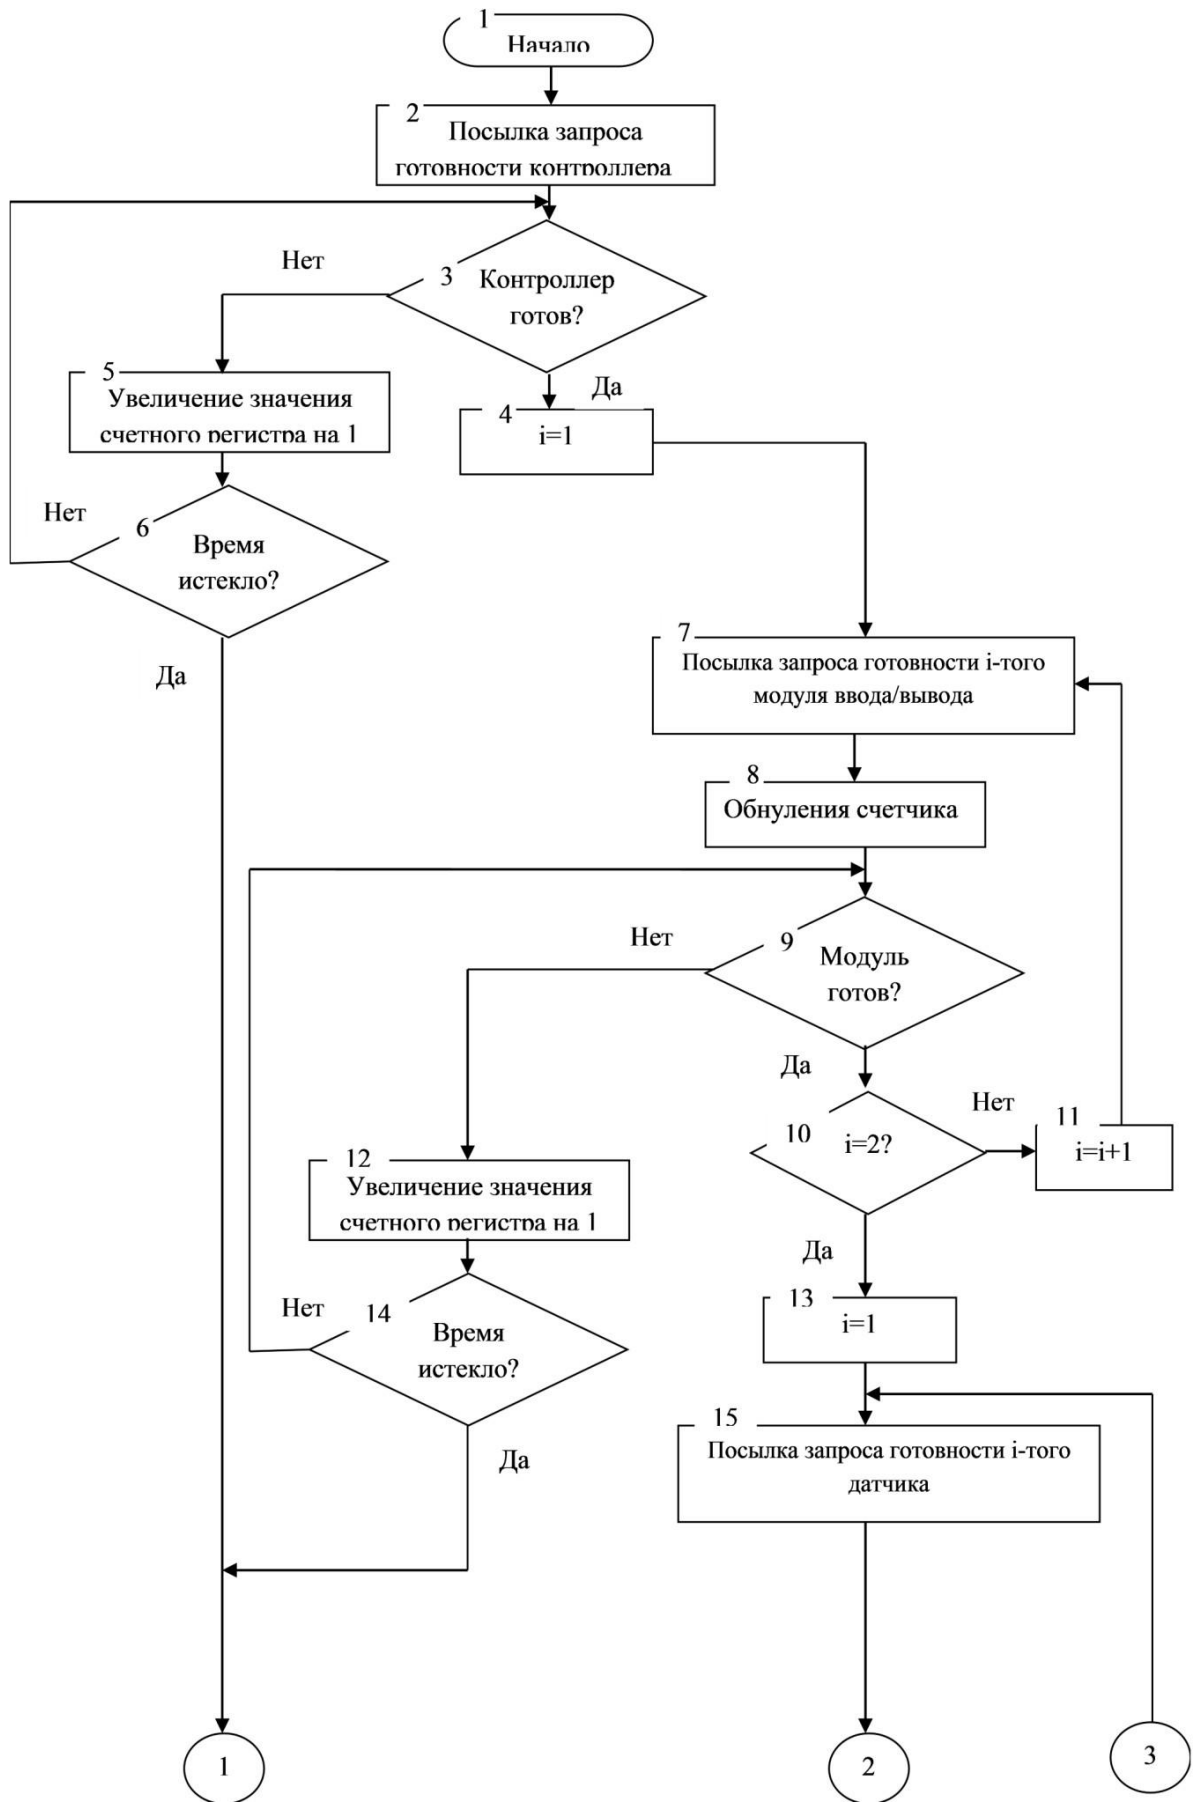 1
Начало
2
Посылка запроса
готовности контроллера
Нет
3
Контроллер
готов?
5
Увеличение значения
счетного регистра на 1
Да
4
i=1
Нет
6
Время
истекло?
Да
7
Посылка запроса готовности i-того
модуля ввода/вывода
8
Обнуления счетчика
Нет
9
Модуль
готов?
Да
10
i=2?
Нет
11
i=i+1
12
Увеличение значения
счетного регистра на 1
Да
13
i=1
Нет
14
Время
истекло?
Да
15
Посылка запроса готовности i-того
датчика
1
2
3